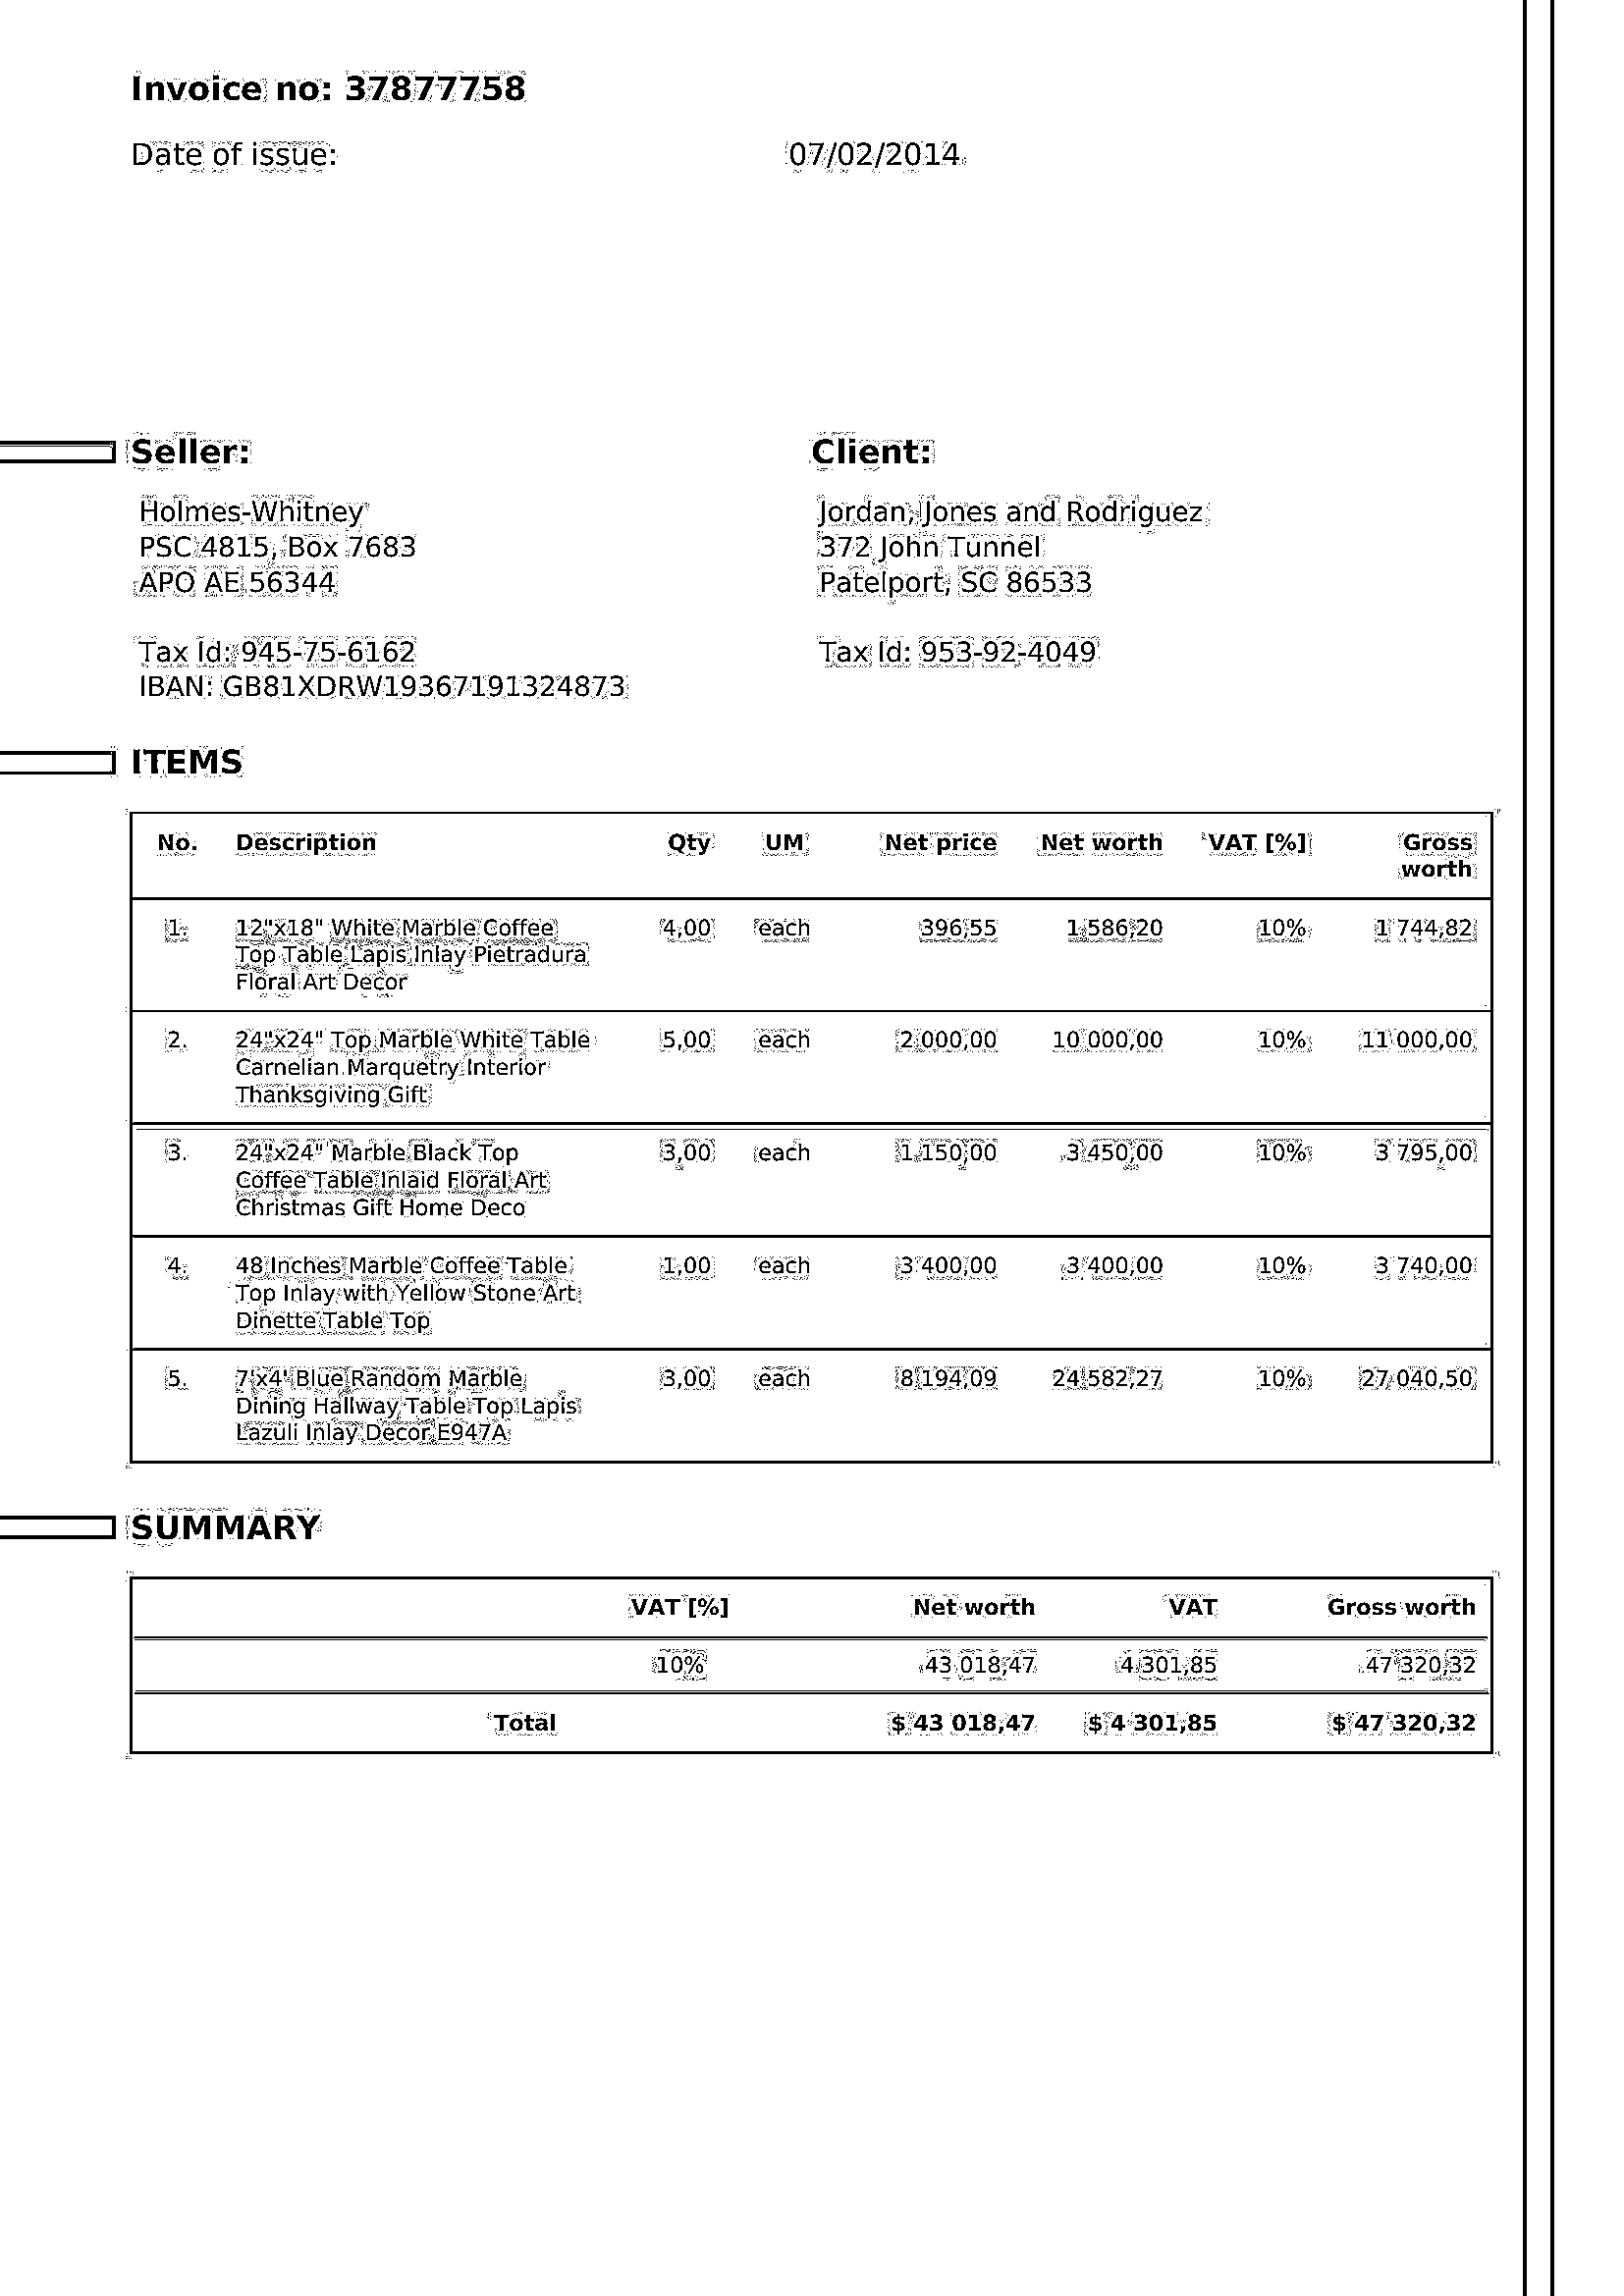 Invoice no: 37877758
Date of issue: 07/02/2014
Seller: Client:
Holmes-Whitney Jordan, Jones and Rodriguez
PSC 4815, Box 7683 372 John Tunnel
APO AE 56344 Patelport, SC 86533
Tax Id: 945-75-6162 Tax Id: 953-92-4049
IBAN: GB81XDRW19367191324873
ITEMS
No. Description Qty UM Net price Net worth VAT [%] Gross
worth
1. 12"x18" White Marble Coffee 4,00 each 396,55 1 586,20 10% 1 744,82
Top Table Lapis Inlay Pietradura
Floral Art Decor
2. 24"x24" Top Marble White Table 5,00 each 2 000,00 10 000,00 10% 11 000,00
Carnelian Marquetry Interior
Thanksgiving Gift
3. 24"x24" Marble Black Top 3,00 each 1 150,00 3 450,00 10% 3 795,00
Coffee Table Inlaid Floral Art
Christmas Gift Home Deco
4. 48 Inches Marble Coffee Table 1,00 each 3 400,00 3 400,00 10% 3 740,00
Top Inlay with Yellow Stone Art
Dinette Table Top
5. 7'x4' Blue Random Marble 3,00 each 8 194,09 24 582,27 10% 27 040,50
Dining Hallway Table Top Lapis
Lazuli Inlay Decor E947A
SUMMARY
VAT [%] Net worth VAT Gross worth
10% 43 018,47 4 301,85 47 320,32
Total $ 43 018,47 $ 4 301,85 $ 47 320,32